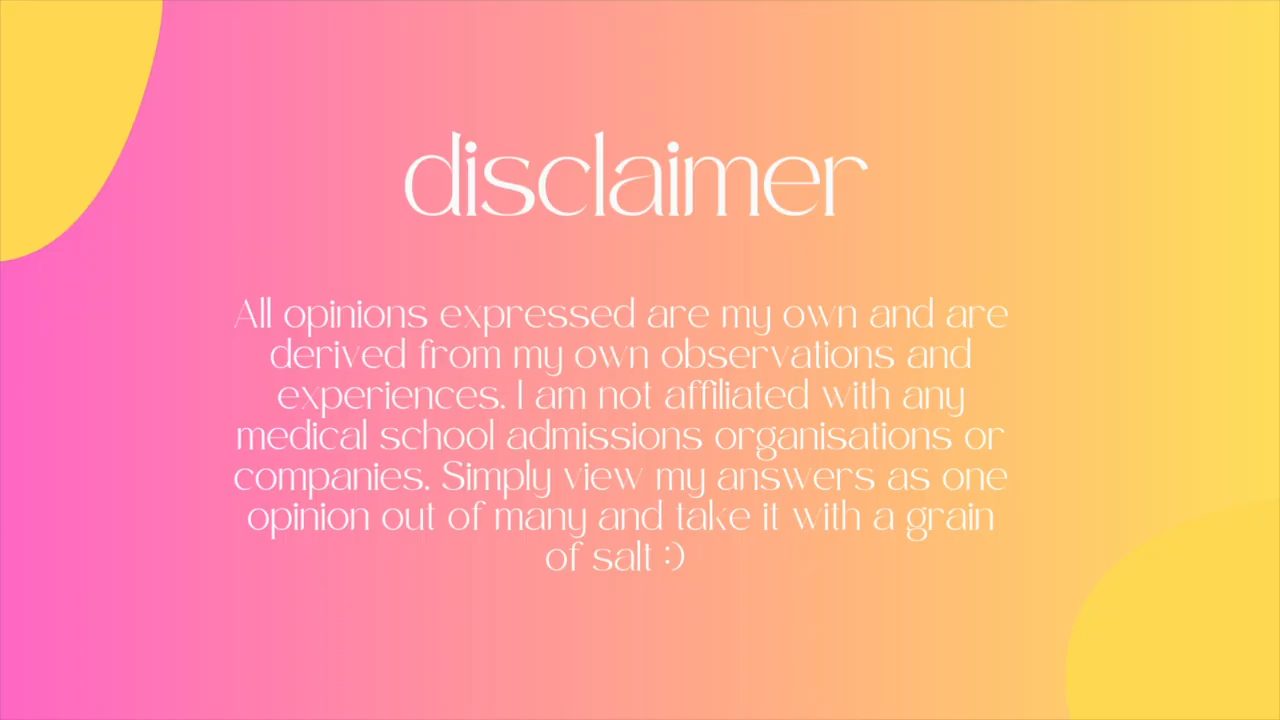 disclaimer
All opinions expressed are my own and are
derived from my own observations and
experiences. I am not affiliated with any
medical school admissions organisations or
companies. Simply view my answers as one
opinion out of many and take it with a grain
of salt :)